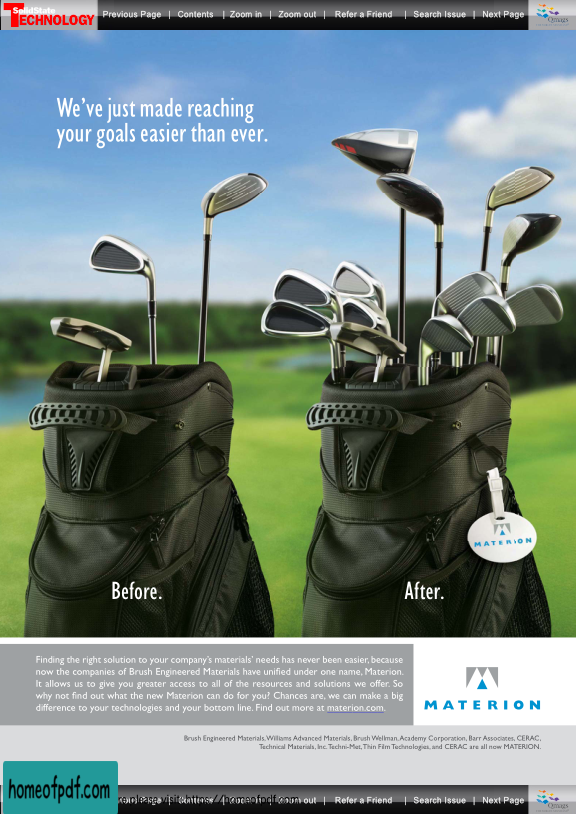 SolidState
TECHNOLOGY
Previous Page | Contents | Zoom in | Zoom out | Refer a Friend | Search Issue | Next Page
Qmags
We've just made reaching
your goals easier than ever.
MATERION
Before.
After.
Finding the right solution to your company's materials' needs has never been easier, because
now the companies of Brush Engineered Materials have unified under one name, Materion.
It allows us to give you greater access to all of the resources and solutions we offer. So
why not find out what the new Materion can do for you? Chances are, we can make a big
difference to your technologies and your bottom line. Find out more at materion.com.
MATERION
Brush Engineered Materials, Williams Advanced Materials, Brush Wellman, Academy Corporation, Barr Associates, CERAC,
Technical Materials, Inc. Techni-Met, Thin Film Technologies, and CERAC are all now MATERION.
homeofpdf.com
please visit: https://homeofpdf.com
out | Refer a Friend | Search Issue | Next Page
Qmags